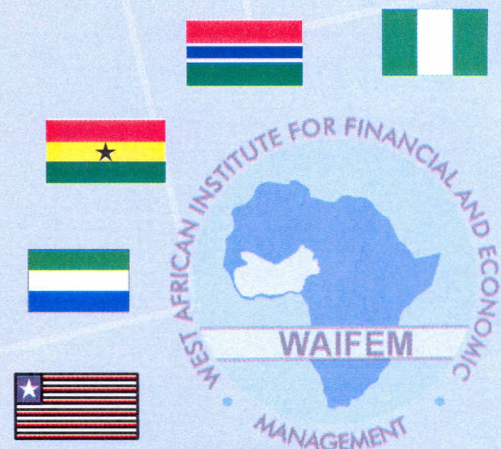 WEST AFRICAN INSTITUTE FOR FINANCIAL AND ECONOMIC
WAIFEM
MANAGEMENT